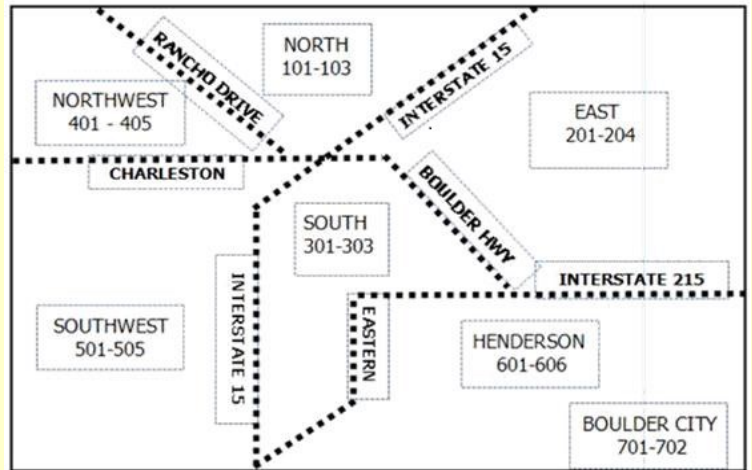 NORTH
101-103
RANCHO DRIVE
INTERSTATE 15
NORTHWEST
401 - 405
EAST
201-204
CHARLESTON
BOULDER HWY
SOUTH
301-303
INTERSTATE 215
INTERSTATE 15
EASTERN
SOUTHWEST
501-505
HENDERSON
601-606
BOULDER CITY
701-702